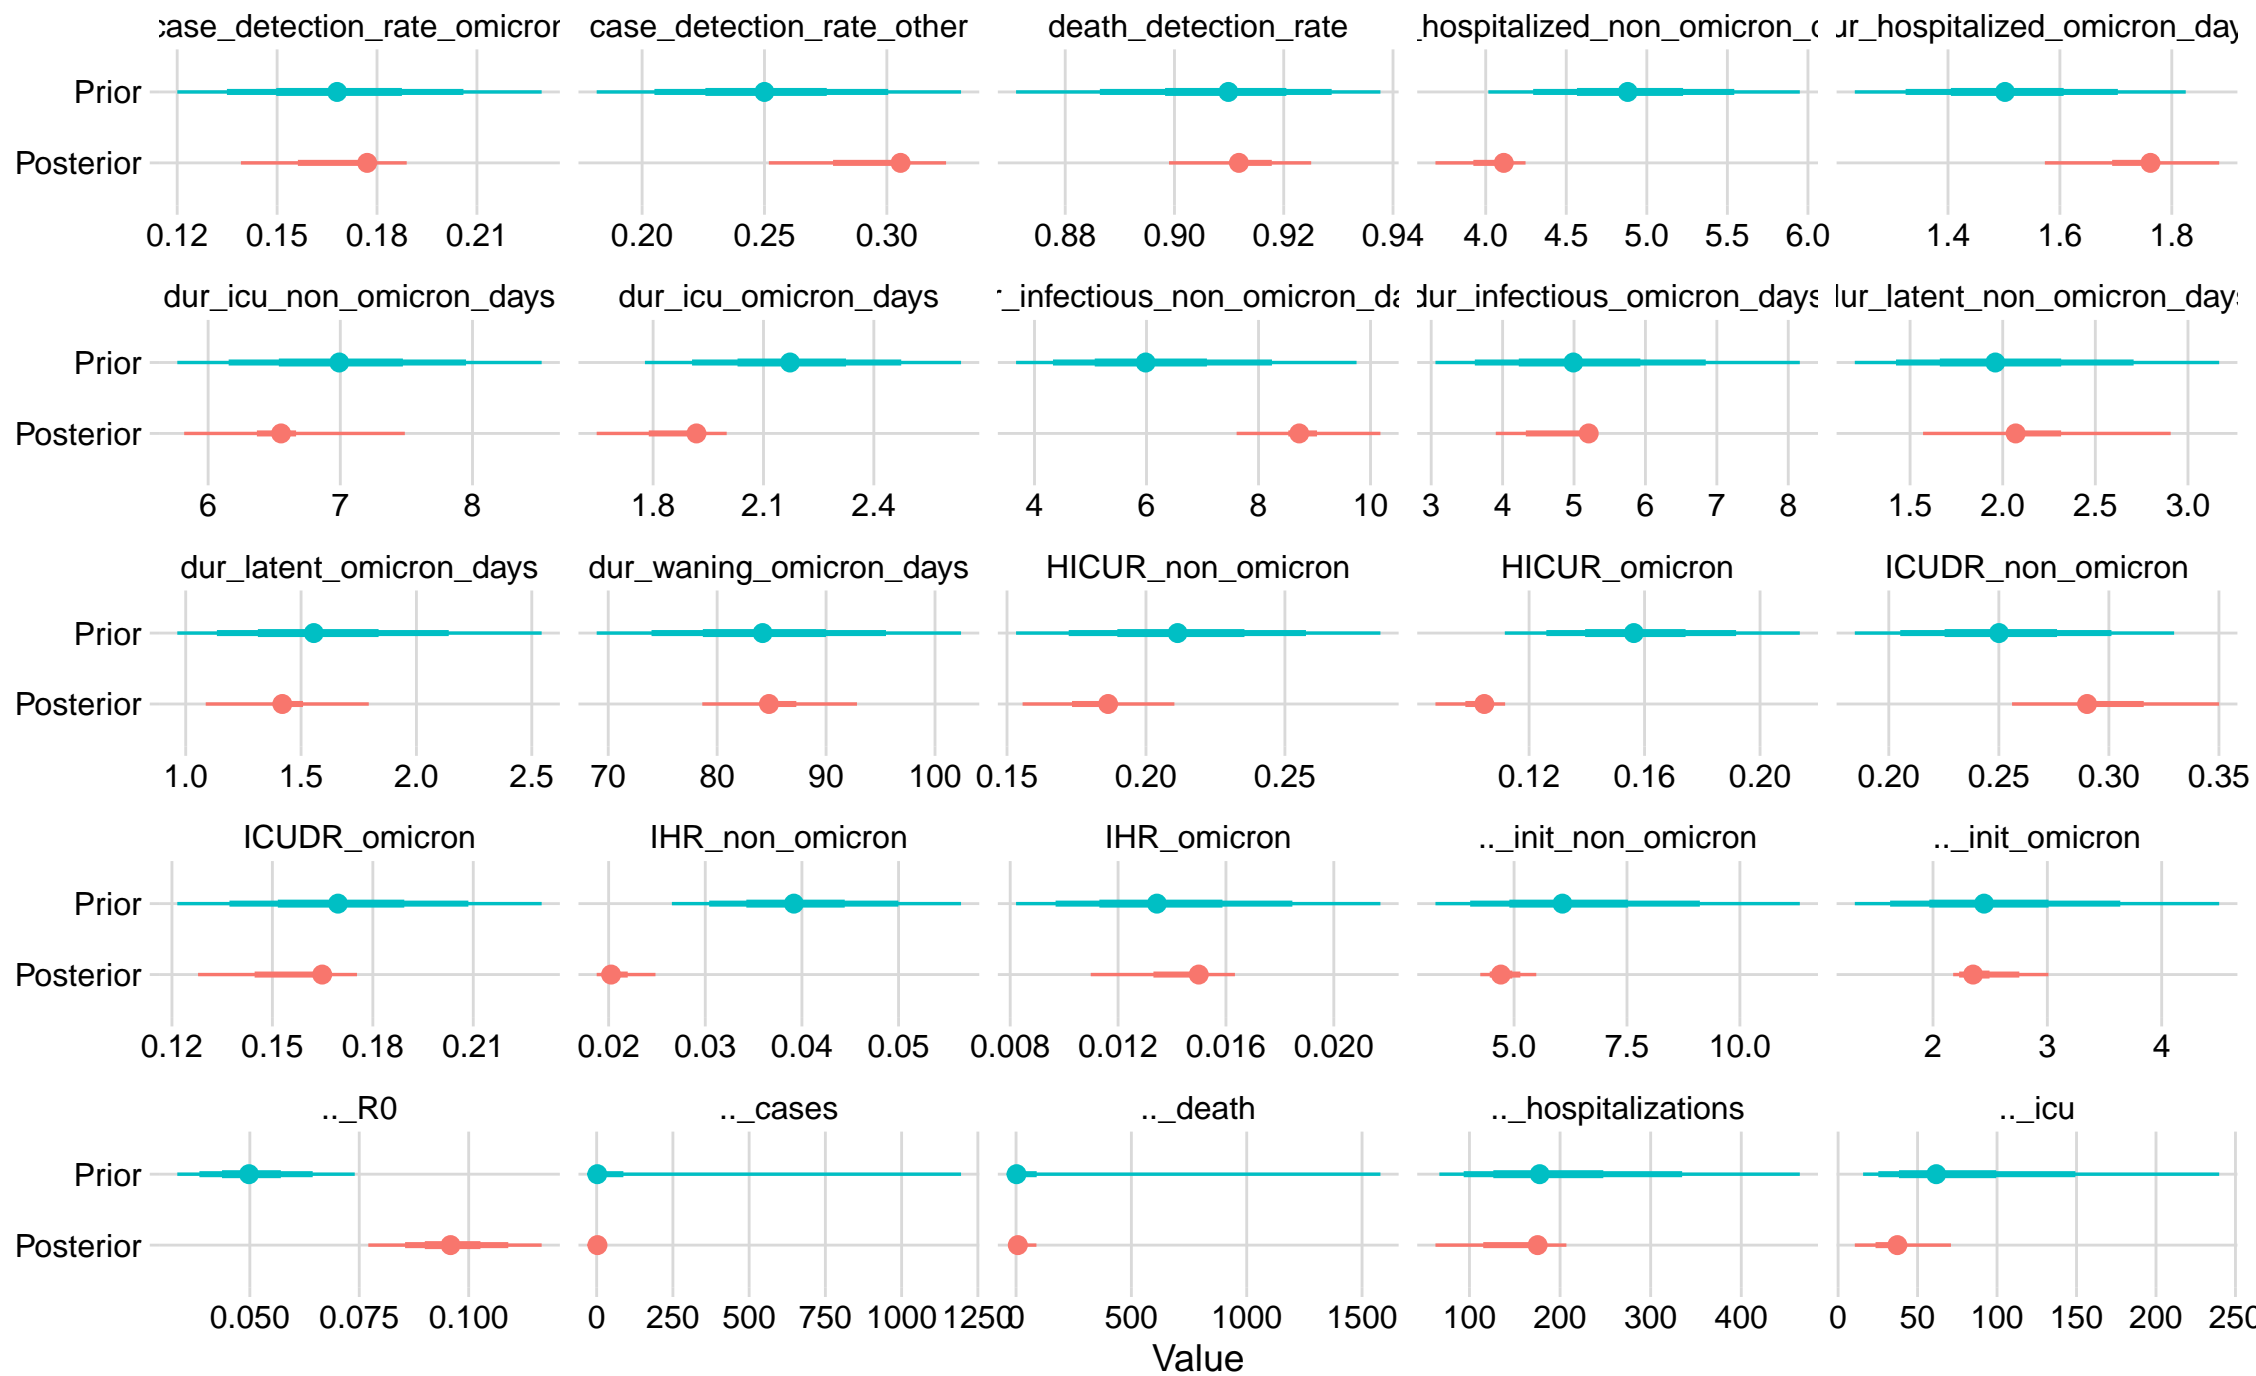 case_detection_rate_omicron case_detection_rate_other death_detection_rate _hospitalized_non_omicron_ ur_hospitalized_omicron_day
Prior
Posterior
0.12 0.15 0.18 0.21 0.20 0.25 0.30 0.88 0.90 0.92 0.94 4.0 4.5 5.0 5.5 6.0 1.4 1.6 1.8
dur_icu_non_omicron_days dur_icu_omicron_days r_infectious_non_omicron_da dur_infectious_omicron_days dur_latent_non_omicron_days
Prior
Posterior
6 7 8 1.8 2.1 2.4 4 6 8 10 3 4 5 6 7 8 1.5 2.0 2.5 3.0
dur_latent_omicron_days dur_waning_omicron_days HICUR_non_omicron HICUR_omicron ICUDR_non_omicron
Prior
Posterior
1.0 1.5 2.0 2.5 70 80 90 100 0.15 0.20 0.25 0.12 0.16 0.20 0.20 0.25 0.30 0.35
ICUDR_omicron IHR_non_omicron IHR_omicron .._init_non_omicron .._init_omicron
Prior
Posterior
0.12 0.15 0.18 0.21 0.02 0.03 0.04 0.05 0.008 0.012 0.016 0.020 5.0 7.5 10.0 2 3 4
.._R0 .._cases .._death .._hospitalizations .._icu
Prior
Posterior
0.050 0.075 0.100 0 250 500 750 1000 1250 0 500 1000 1500 100 200 300 400 0 50 100 150 200 250
Value